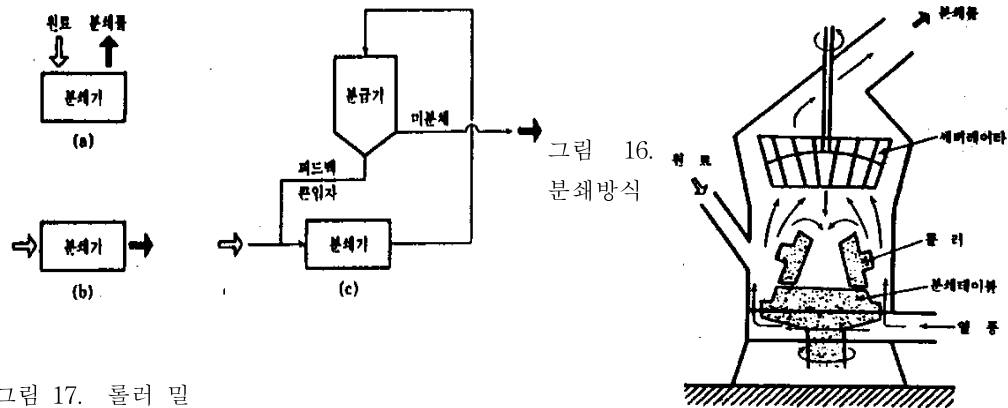 원료 분쇄물
분쇄기
(a)
분쇄기
(b)
분급기
미분체
피드백
큰입자
분쇄기
(c)
그림 16.
분쇄방식
분쇄물
세퍼레이타
원 료
롤 러
분쇄테이블
열 풍
그림 17. 롤러 밀